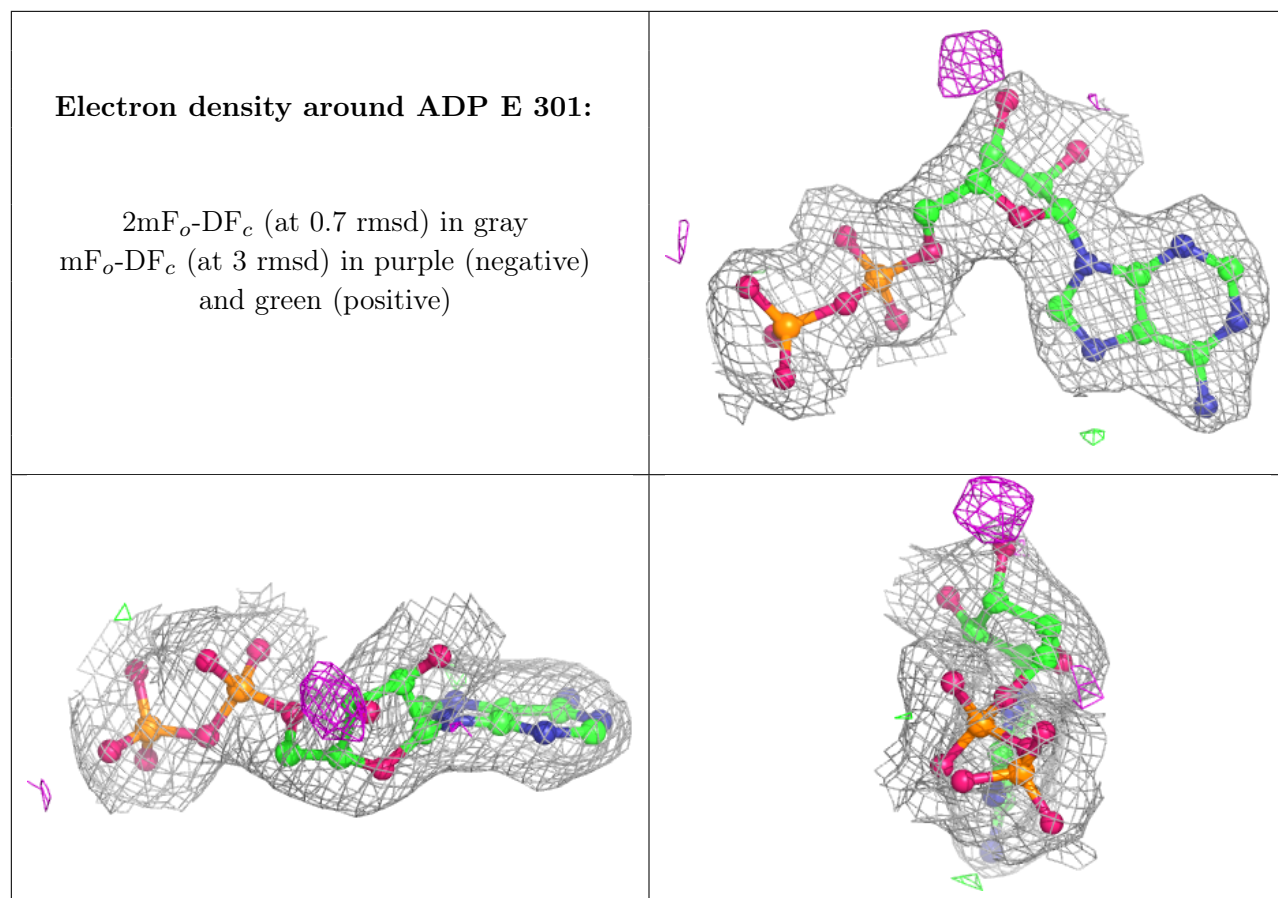 Electron density around ADP E 301:
2mFo-DFc (at 0.7 rmsd) in gray
mFo-DFc (at 3 rmsd) in purple (negative)
and green (positive)